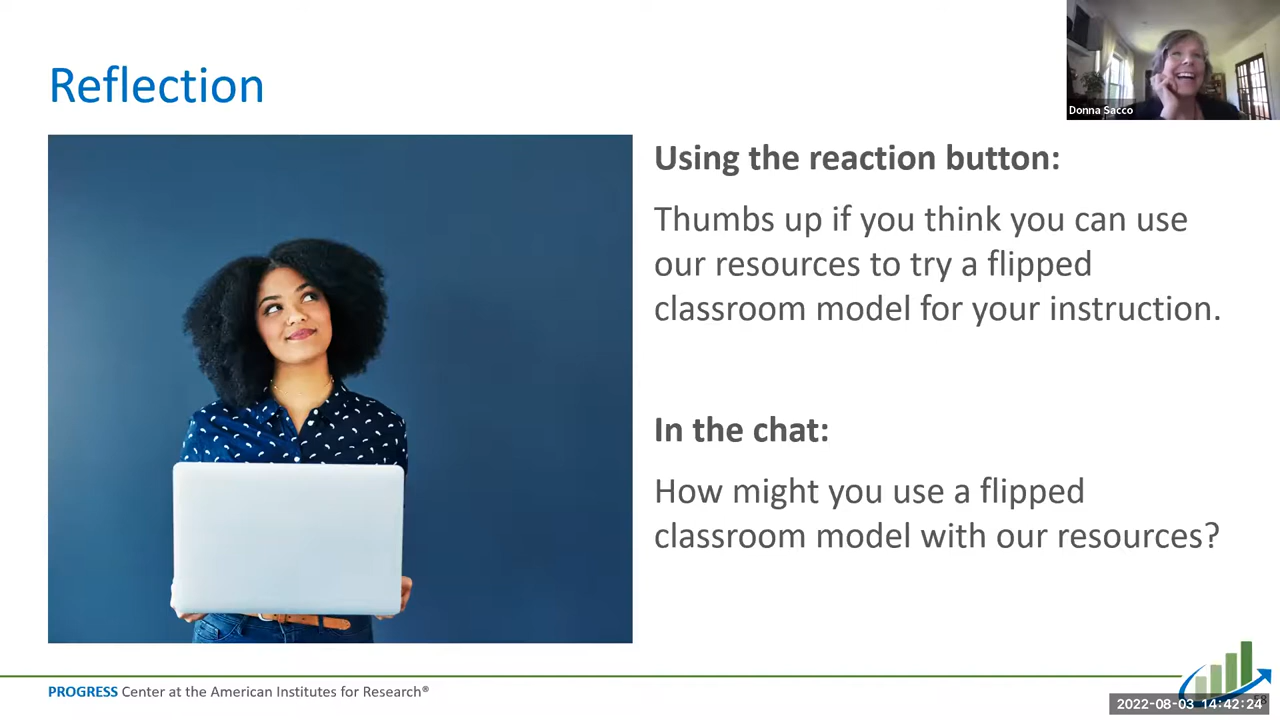 Reflection
Donna Sacco
Using the reaction button:
Thumbs up if you think you can use
our resources to try a flipped
classroom model for your instruction.
In the chat:
How might you use a flipped
classroom model with our resources?
PROGRESS Center at the American Institutes for Research®
2022-08-03 14:42:24